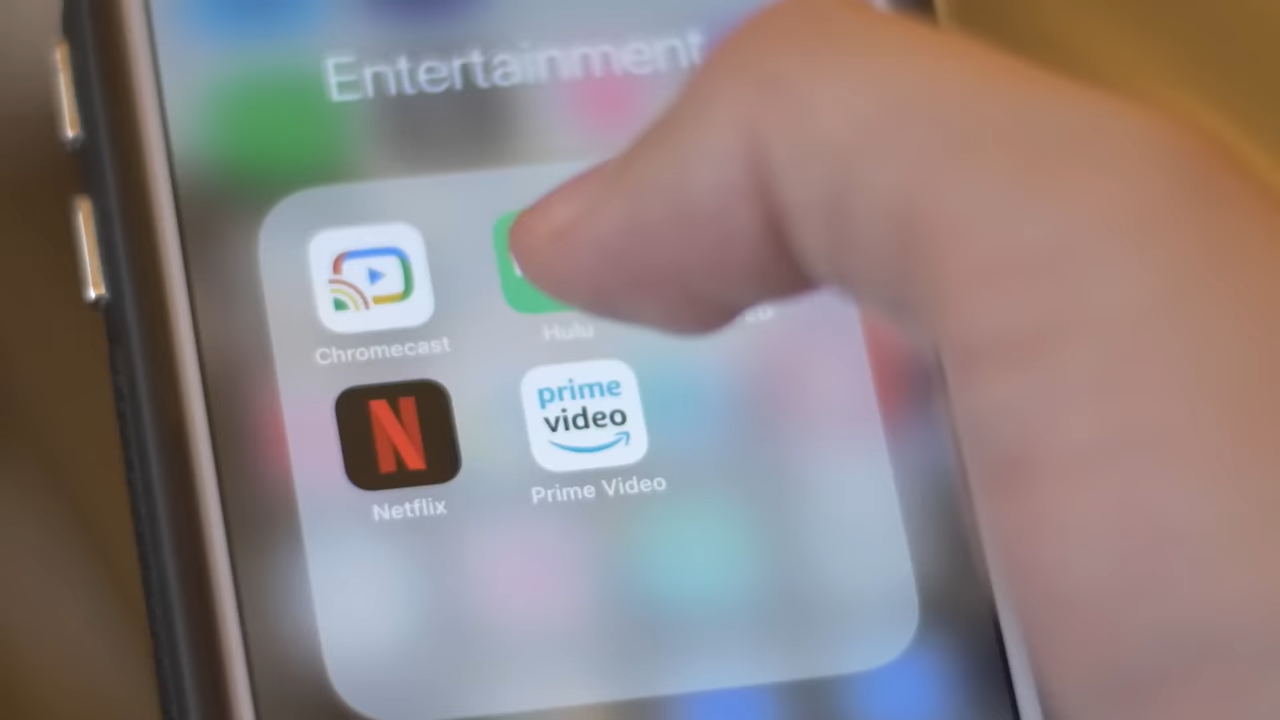 Entertainment
Chromecast
Hulu
N
Netflix
prime
video
Prime Video